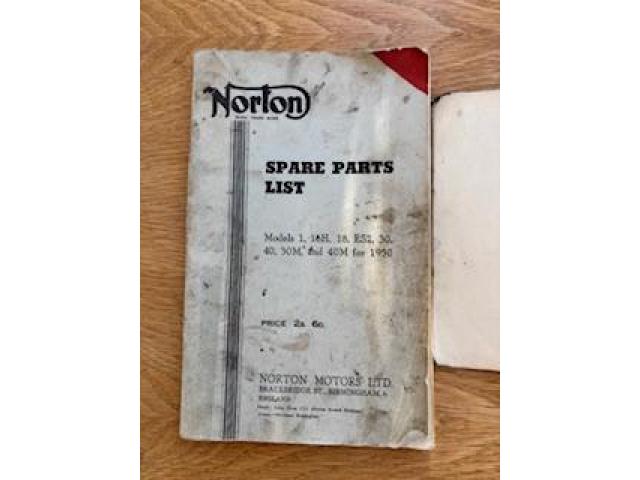 Norton
SPARE PARTS
LIST
Models 1, 16H, 18, ES2, 30,
40, 30M, and 40M for 1950
PRICE 2s. 6D.
NORTON MOTORS LTD.
BRACEBRIDGE ST., BIRMINGHAM 6
ENGLAND